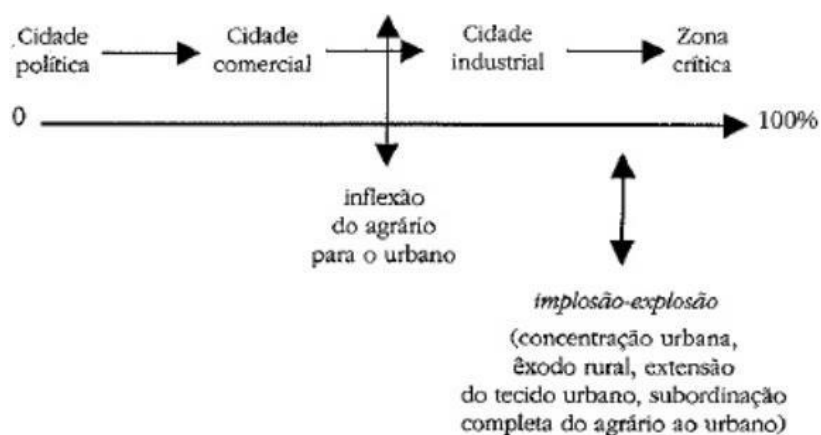 Cidade
política
Cidade
comercial
Cidade
industrial
Zona
crítica
0
100%
inflexão
do agrário
para o urbano
implosão-explosão
(concentração urbana,
êxodo rural, extensão
do tecido urbano, subordinação
completa do agrário ao urbano)